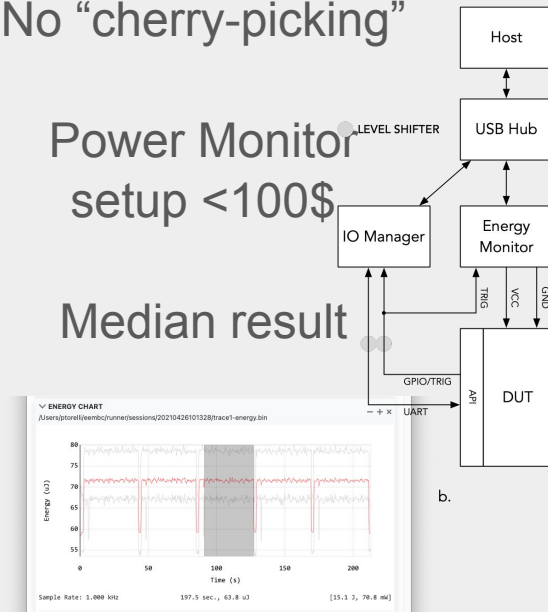 No “cherry-picking”
Power Monitor
setup <100$
Median result
Host
LEVEL SHIFTER
USB Hub
IO Manager
Energy
Monitor
TRIG
VCC
GND
GPIO/TRIG
UART
API
DUT
b.
ENERGY CHART
/Users/ptorelli/eembc/runner/sessions/20210426101328/trace1-energy.bin
- + ×
Energy (uJ)
80
75
70
65
60
55
0 50 100 150 200
Time (s)
Sample Rate: 1.000 kHz 197.5 sec., 63.8 uJ [15.1 J, 70.8 mW]